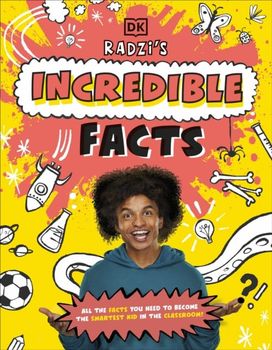 DK
RADZI'S
INCREDIBLE
FACTS
ALL THE FACTS YOU NEED TO BECOME
THE SMARTEST KID IN THE CLASSROOM!
?!